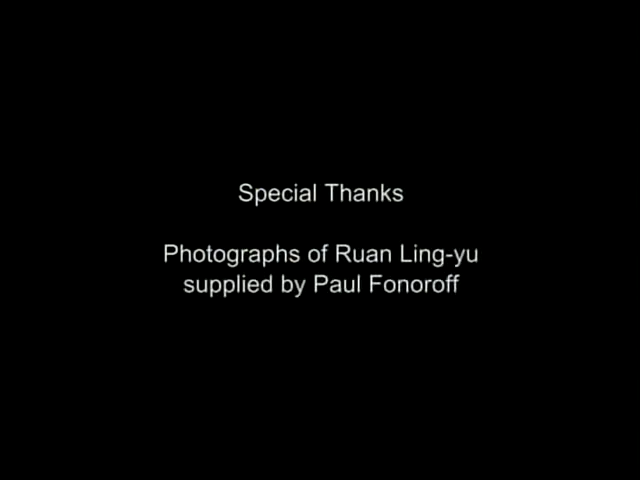 Special Thanks
Photographs of Ruan Ling-yu
supplied by Paul Fonoroff